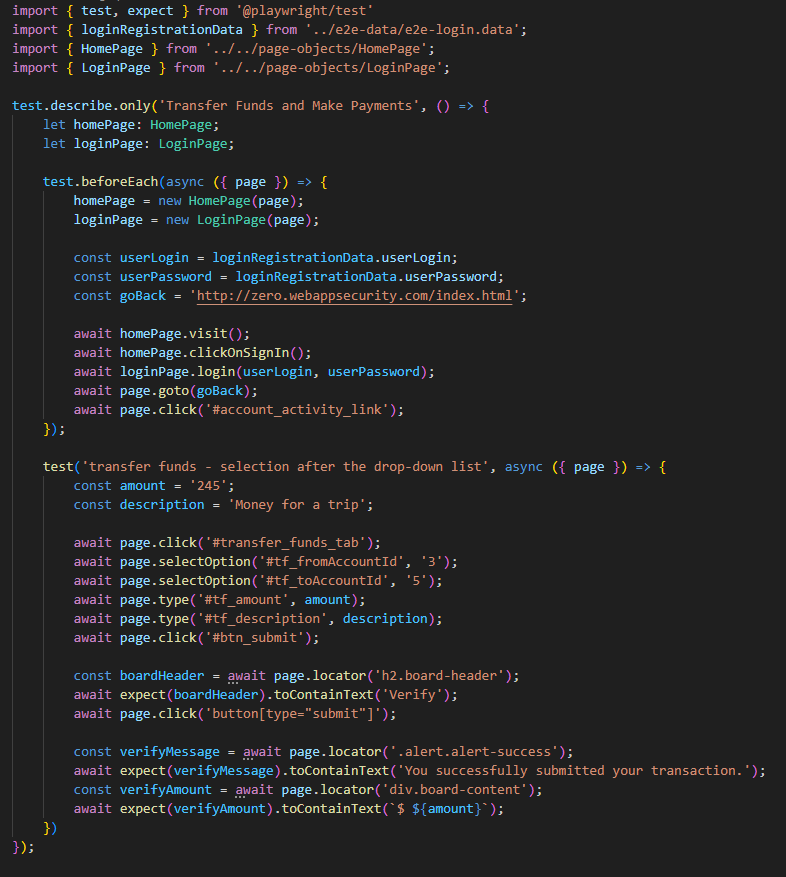 import { test, expect } from '@playwright/test'
import { loginRegistrationData } from '../e2e-data/e2e-login.data';
import { HomePage } from '../../page-objects/HomePage';
import { LoginPage } from '../../page-objects/LoginPage';

test.describe.only('Transfer Funds and Make Payments', () => {
    let homePage: HomePage;
    let loginPage: LoginPage;

    test.beforeEach(async ({ page }) => {
        homePage = new HomePage(page);
        loginPage = new LoginPage(page);

        const userLogin = loginRegistrationData.userLogin;
        const userPassword = loginRegistrationData.userPassword;
        const goBack = 'http://zero.webappsecurity.com/index.html';

        await homePage.visit();
        await homePage.clickOnSignIn();
        await loginPage.login(userLogin, userPassword);
        await page.goto(goBack);
        await page.click('#account_activity_link');
    });

    test('transfer funds - selection after the drop-down list', async ({ page }) => {
        const amount = '245';
        const description = 'Money for a trip';

        await page.click('#transfer_funds_tab');
        await page.selectOption('#tf_fromAccountId', '3');
        await page.selectOption('#tf_toAccountId', '5');
        await page.type('#tf_amount', amount);
        await page.type('#tf_description', description);
        await page.click('#btn_submit');

        const boardHeader = await page.locator('h2.board-header');
        await expect(boardHeader).toContainText('Verify');
        await page.click('button[type="submit"]');

        const verifyMessage = await page.locator('.alert.alert-success');
        await expect(verifyMessage).toContainText('You successfully submitted your transaction.');
        const verifyAmount = await page.locator('div.board-content');
        await expect(verifyAmount).toContainText(`$ ${amount}`);
    })
});